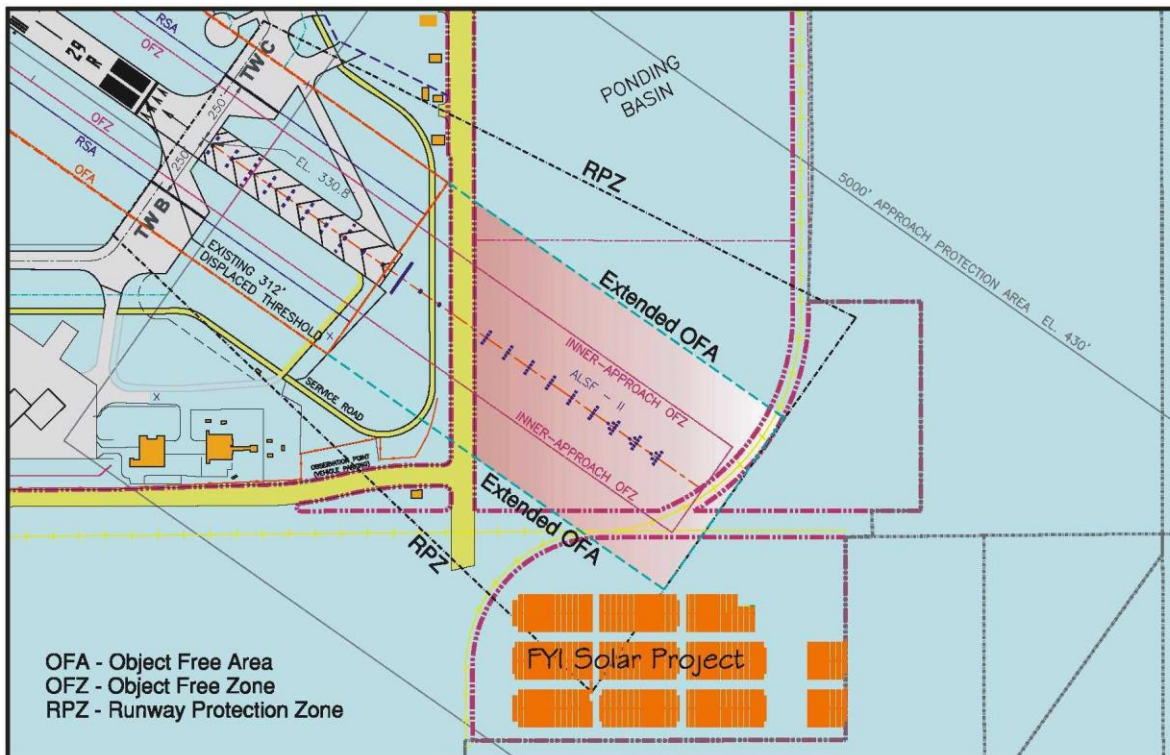 RSA
OFZ
TW C
29
R
250'
250'
OFZ
RSA
OFA
TW B
EL. 330.8'
EXISTING 312'
DISPLACED THRESHOLD
PONDING
BASIN
RPZ
5000' APPROACH PROTECTION AREA EL. 430'
Extended OFA
INNER-APPROACH OFZ
ALSF - II
INNER-APPROACH OFZ
SERVICE ROAD
X
X
OBSERVATION POINT
(VEHICLE PARKING)
Extended OFA
RPZ
FYI Solar Project
OFA - Object Free Area
OFZ - Object Free Zone
RPZ - Runway Protection Zone